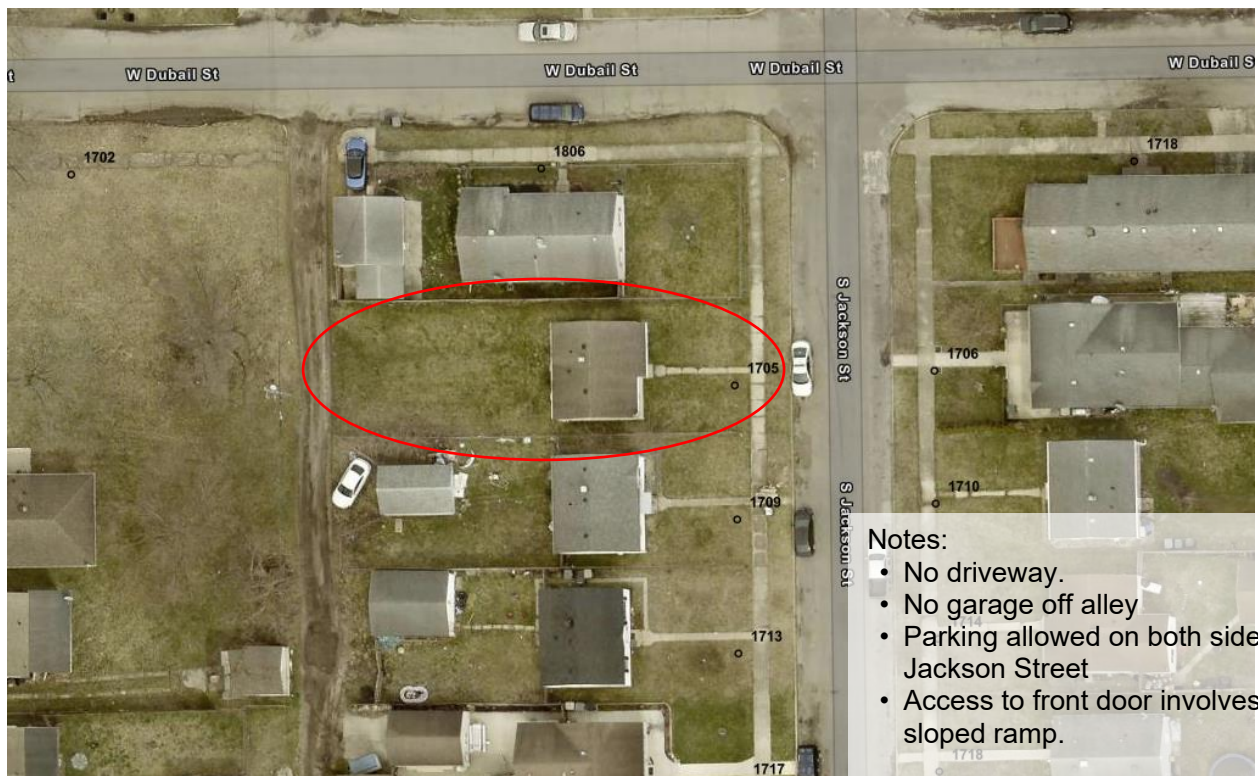 W Dubail St
W Dubail St
W Dubail St
W Dubail S
1702
1806
1718
S Jackson St
1705
1706
1709
1710
S Jackson St
Notes:
• No driveway.
• No garage off alley
• Parking allowed on both side
Jackson Street
• Access to front door involves
sloped ramp.
1713
1714
1717
1718